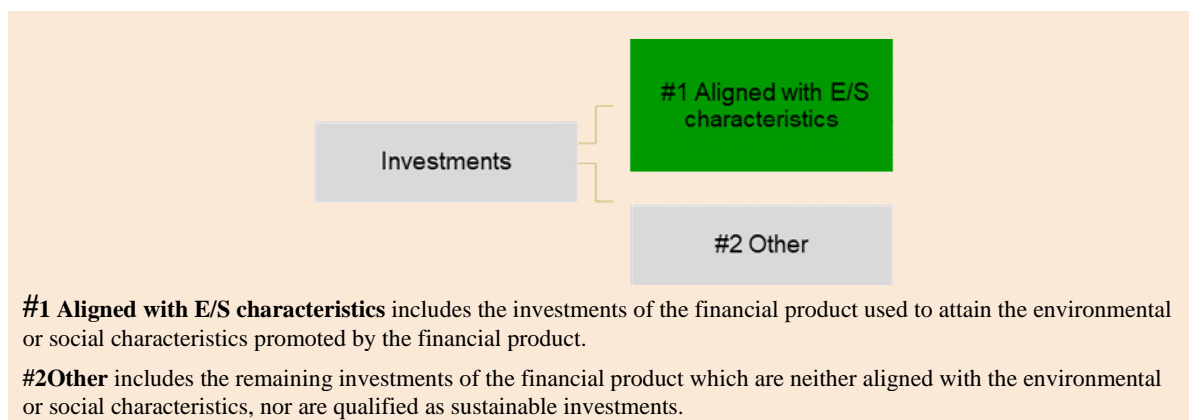 #1 Aligned with E/S
characteristics
Investments
#2 Other
#1 Aligned with E/S characteristics includes the investments of the financial product used to attain the environmental
or social characteristics promoted by the financial product.
#2Other includes the remaining investments of the financial product which are neither aligned with the environmental
or social characteristics, nor are qualified as sustainable investments.